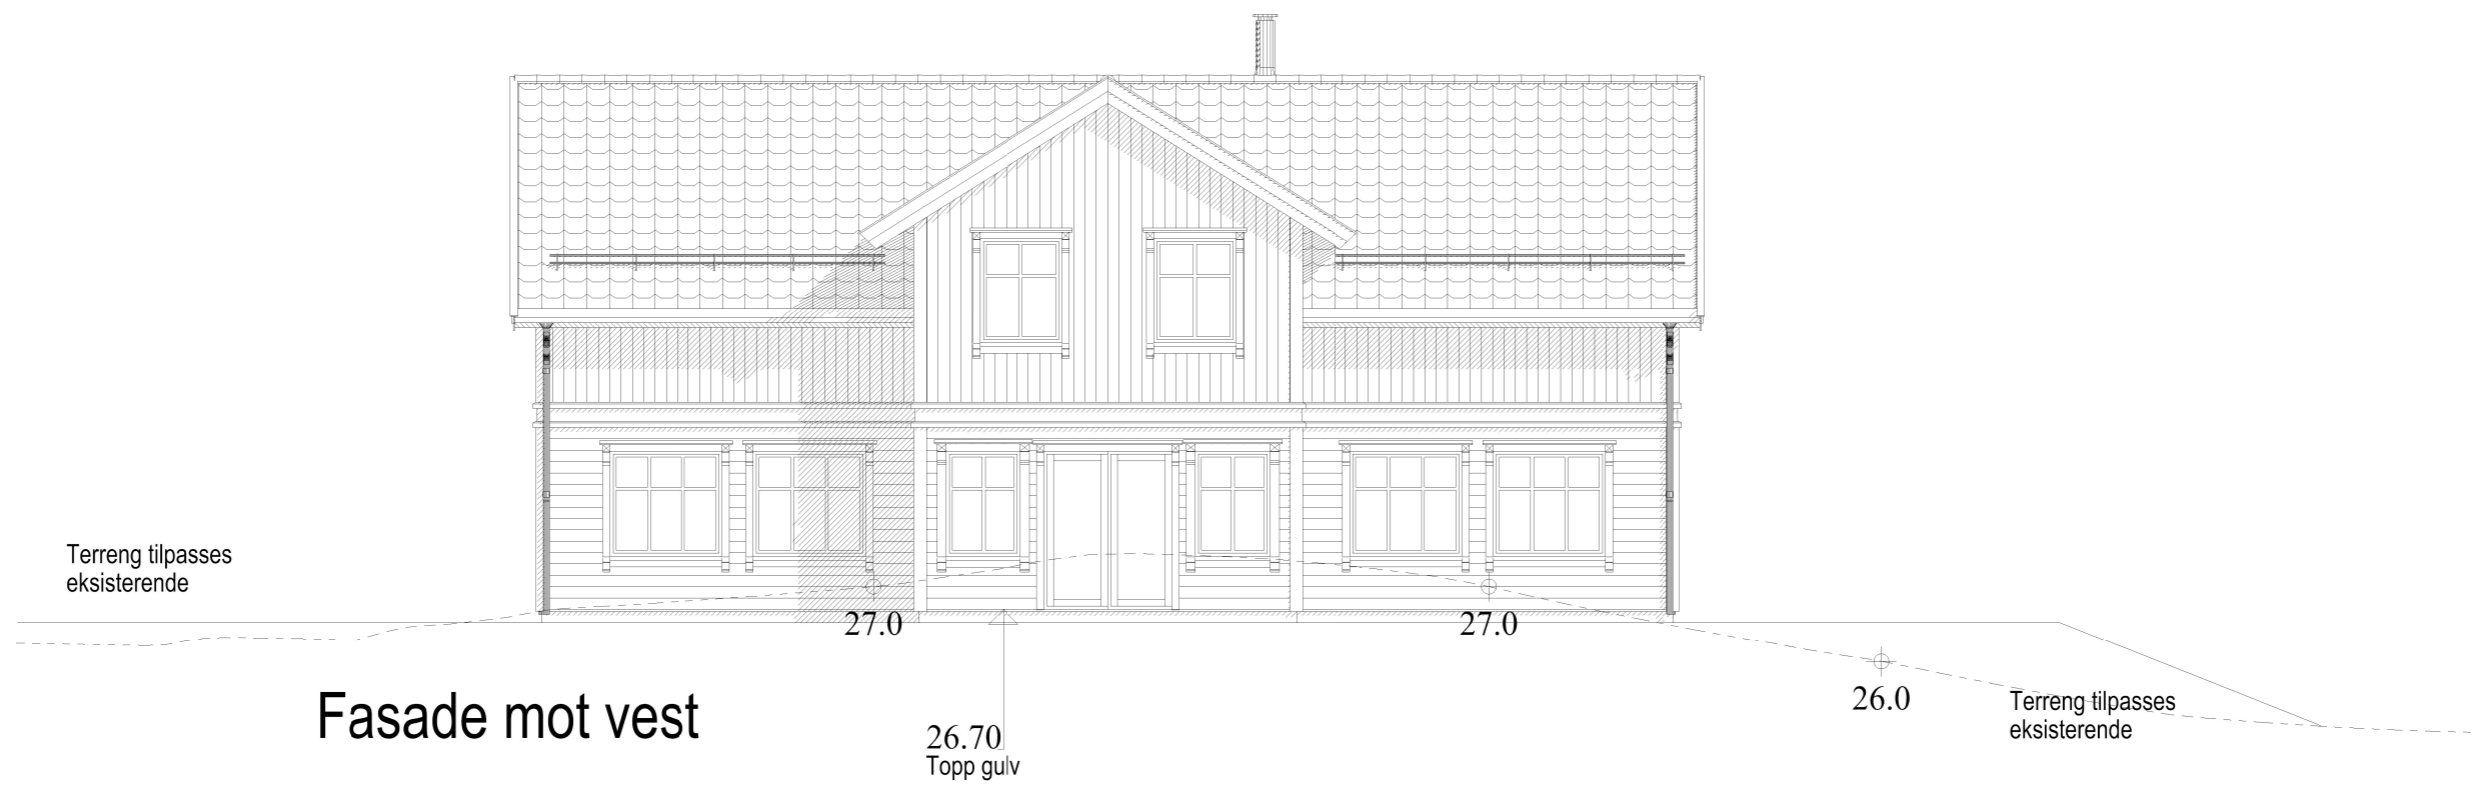 Terreng tilpasses
eksisterende
27.0
27.0
26.0
Fasade mot vest
26.70
Topp gulv
Terreng tilpasses
eksisterende